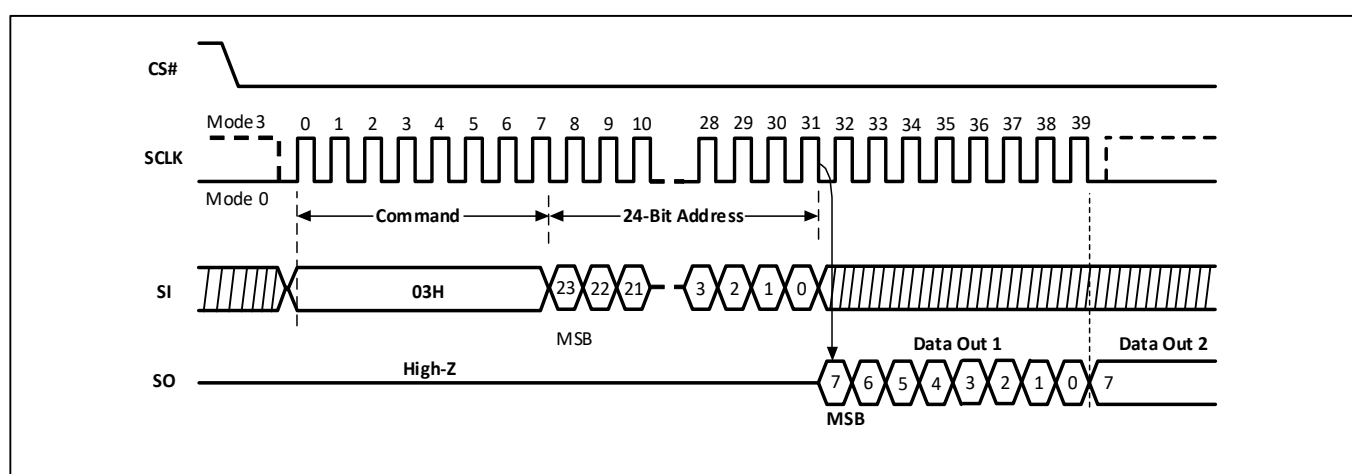 CS#
Mode 3 0 1 2 3 4 5 6 7 8 9 10 28 29 30 31 32 33 34 35 36 37 38 39
SCLK
Mode 0
Command 24-Bit Address
SI 03H 23 22 21 3 2 1 0
MSB Data Out 1 Data Out 2
High-Z
SO 7 6 5 4 3 2 1 0 7
MSB